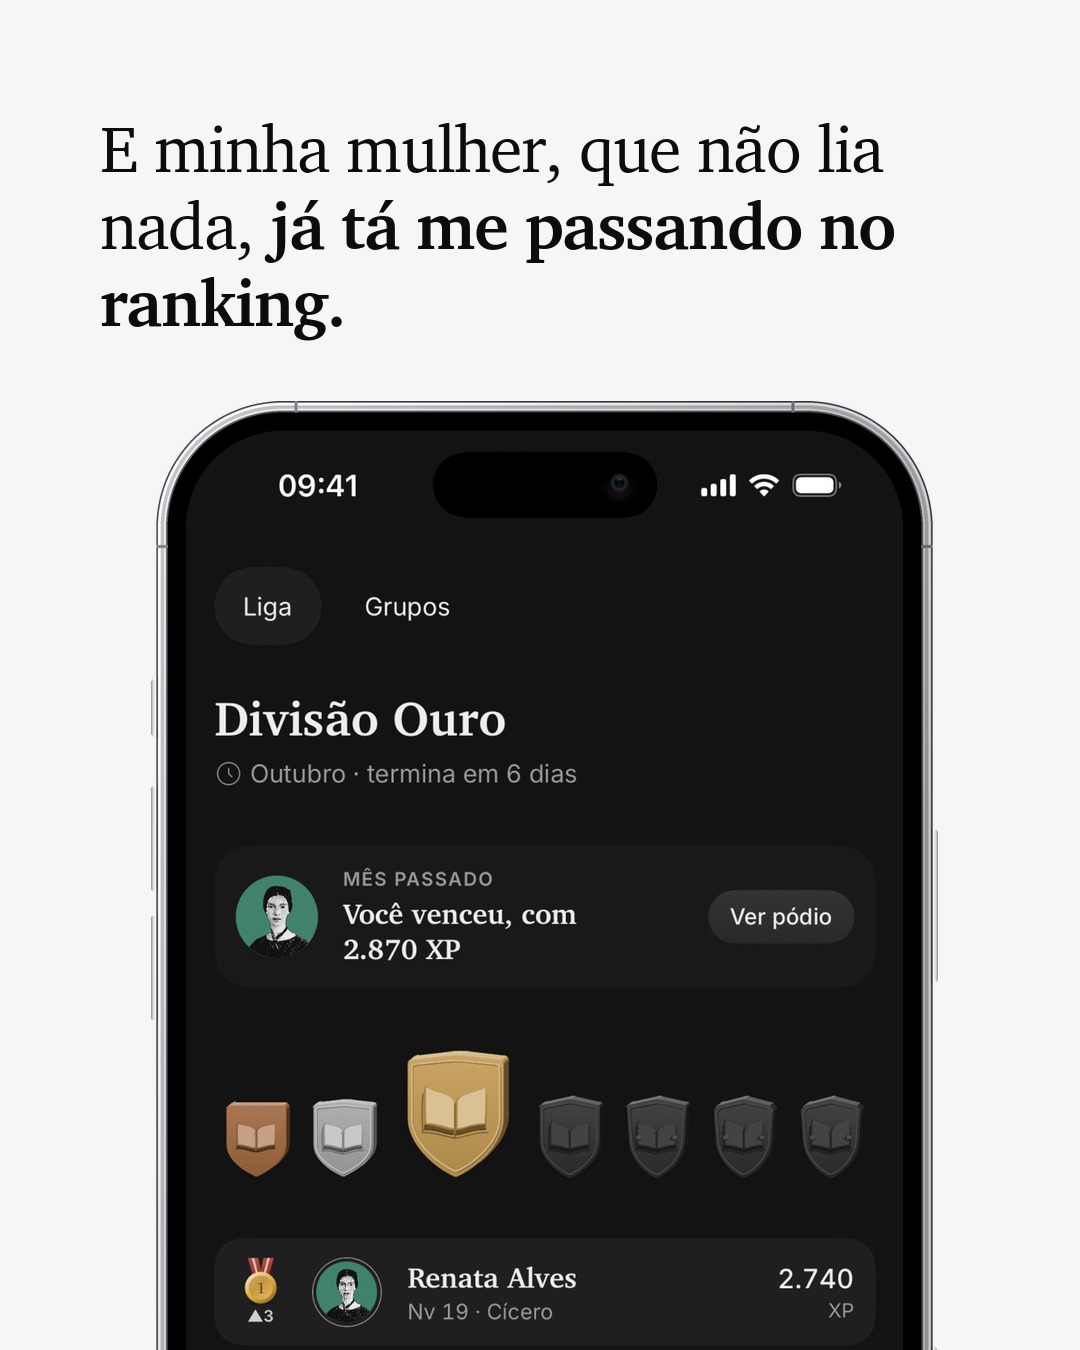 E minha mulher, que não lia
nada, já tá me passando no
ranking.
09:41
Liga Grupos
Divisão Ouro
Outubro · termina em 6 dias
MÊS PASSADO
Você venceu, com
2.870 XP
Ver pódio
1
▲3
Renata Alves
Nv 19 · Cícero
2.740
XP